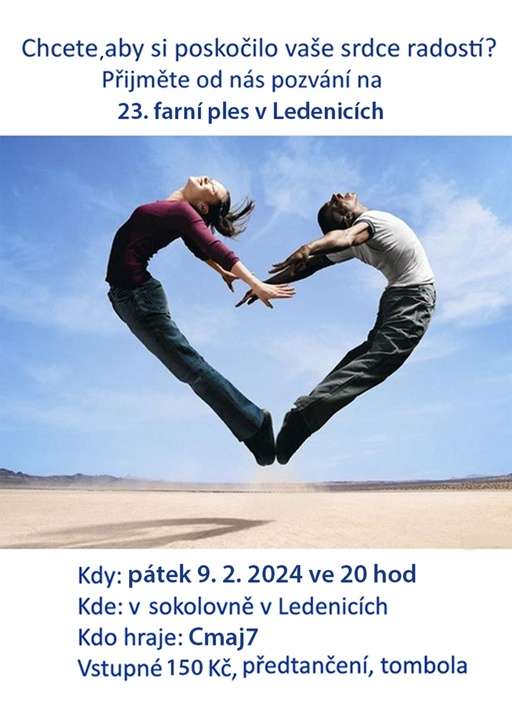 Chcete,aby si poskočilo vaše srdce radostí?
Přijměte od nás pozvání na
23. farní ples v Ledenicích
Kdy: pátek 9. 2. 2024 ve 20 hod
Kde: v sokolovně v Ledenicích
Kdo hraje: Cmaj7
Vstupné 150 Kč, předtančení, tombola